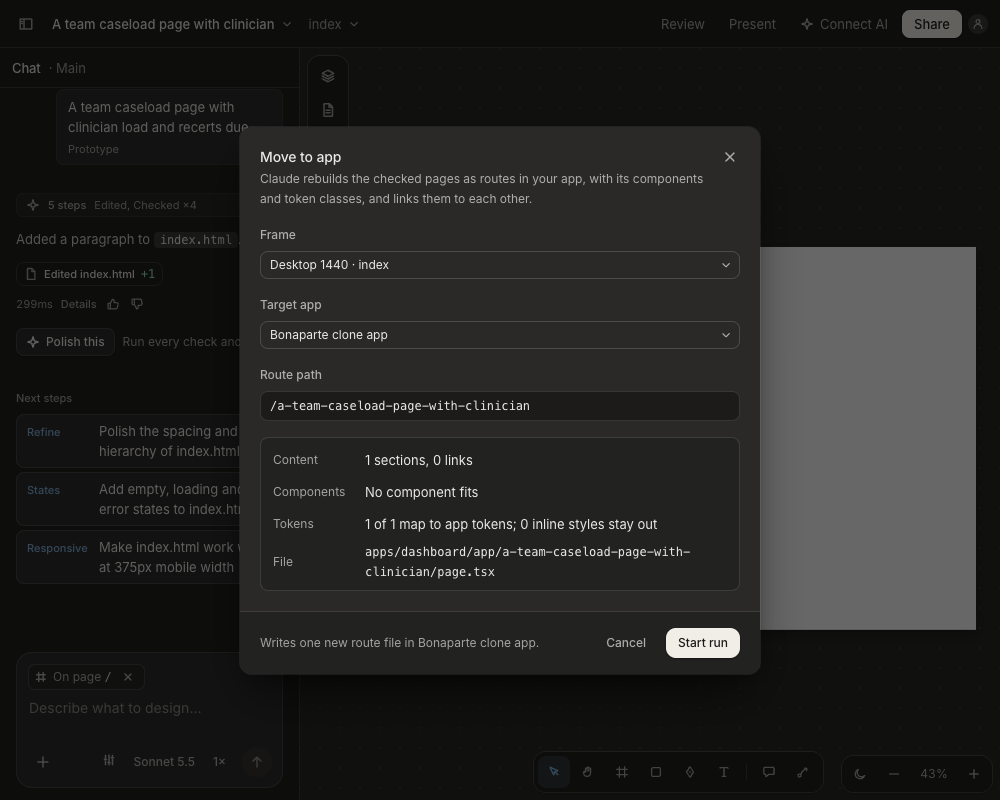 A team caseload page with clinician
index
Review
Present
Connect AI
Share
Chat · Main
A team caseload page with
clinician load and recerts due
Prototype
5 steps Edited, Checked ×4
Added a paragraph to index.html.
Edited index.html +1
299ms Details
Polish this Run every check and
Next steps
Refine Polish the spacing and
hierarchy of index.html
States Add empty, loading and
error states to
Responsive Make index.html work
at 375px mobile width
On page /
Describe what to design...
Sonnet 5.5 1×
Move to app
Claude rebuilds the checked pages as routes in your app, with its components
and token classes, and links them to each other.
Frame
Desktop 1440 · index
Target app
Bonaparte clone app
Route path
/a-team-caseload-page-with-clinician
Content 1 sections, 0 links
Components No component fits
Tokens 1 of 1 map to app tokens; 0 inline styles stay out
File apps/dashboard/app/a-team-caseload-page-with-
clinician/page.tsx
Writes one new route file in Bonaparte clone app.
Cancel
Start run
43%